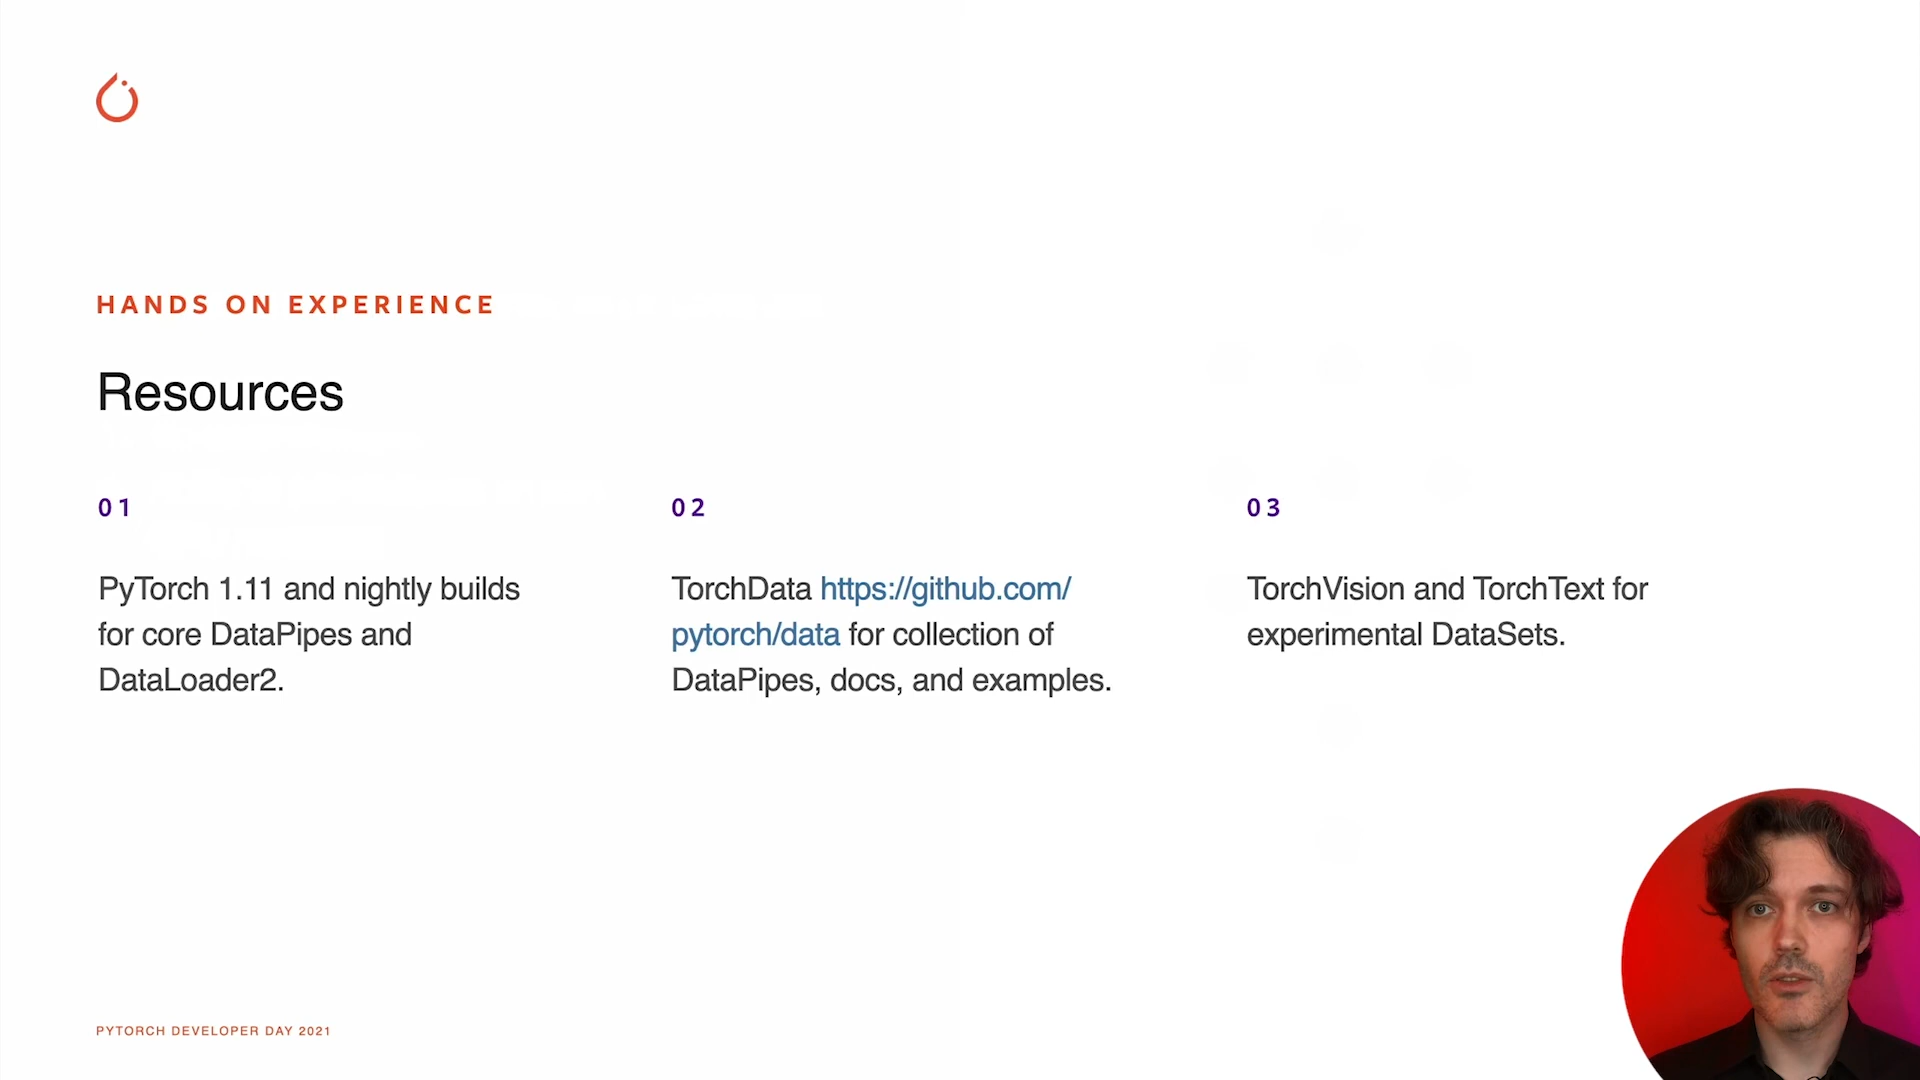 HANDS ON EXPERIENCE
Resources
01
PyTorch 1.11 and nightly builds
for core DataPipes and
DataLoader2.
02
TorchData https://github.com/
pytorch/data for collection of
DataPipes, docs, and examples.
03
TorchVision and TorchText for
experimental DataSets.
PYTORCH DEVELOPER DAY 2021